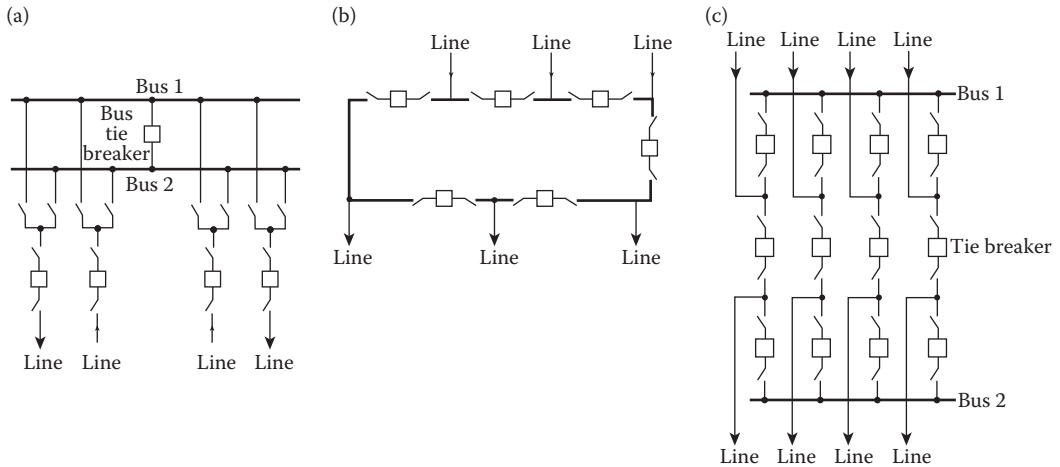 (a)
Bus 1
Bus
tie
breaker
Bus 2
Line Line Line Line
(b)
Line Line Line
Line Line Line
(c)
Line Line Line Line
Bus 1
Tie breaker
Bus 2
Line Line Line Line